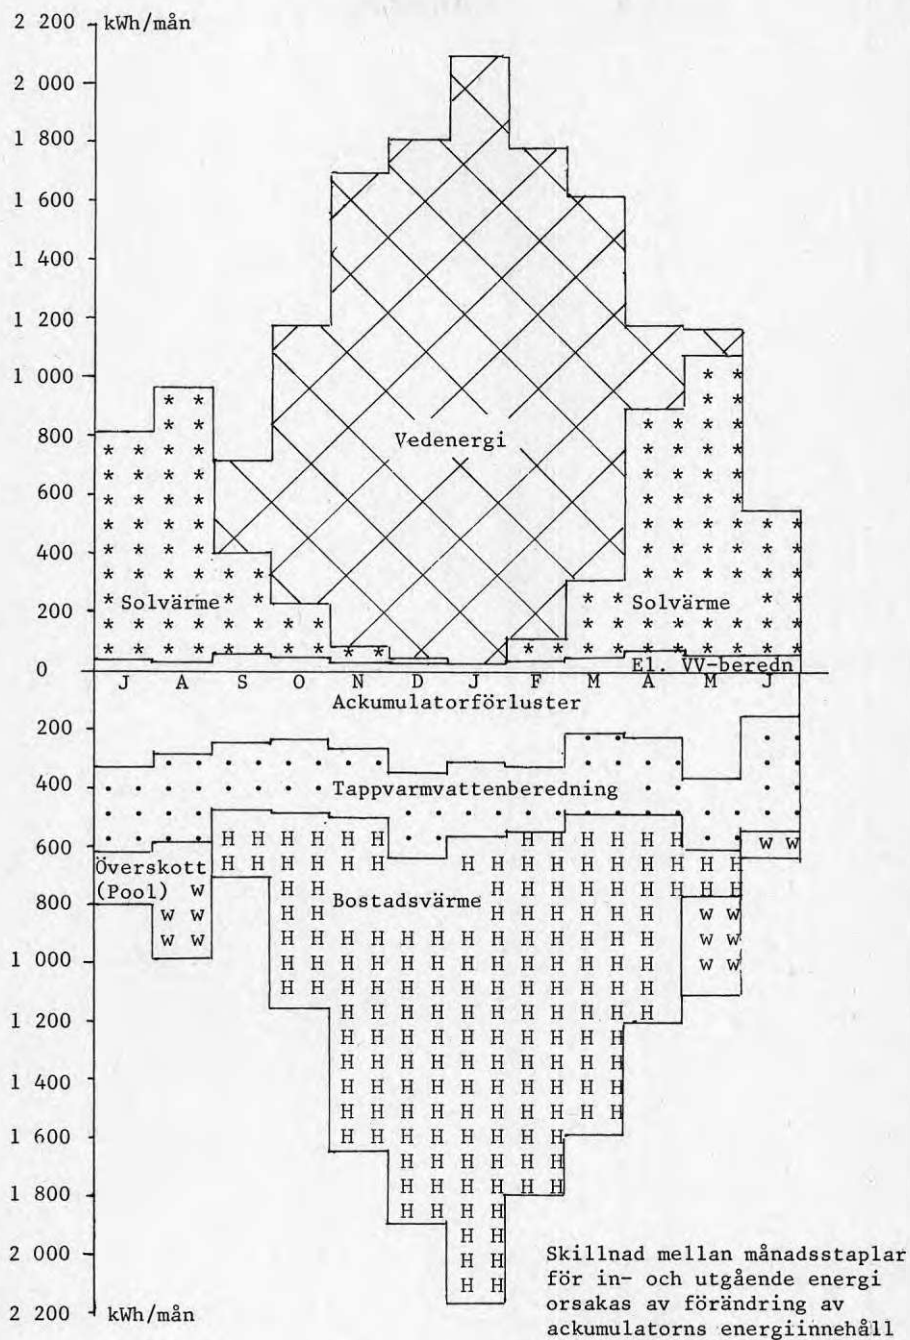 2 200 kWh/mån
2 000
1 800
1 600
1 400
1 200
1 000
800
Vedenergi
600
400
200
Solvärme
Solvärme
0
El. VV-beredn
J A S O N D J F M A M J
Ackumulatorförluster
200
400
Tappvarmvattenberedning
600
Överskott
(Pool)
800
Bostadsvärme
1 000
1 200
1 400
1 600
1 800
2 000
2 200 kWh/mån
Skillnad mellan månadsstaplar
för in- och utgående energi
orsakas av förändring av
ackumulatorns energiinnehåll